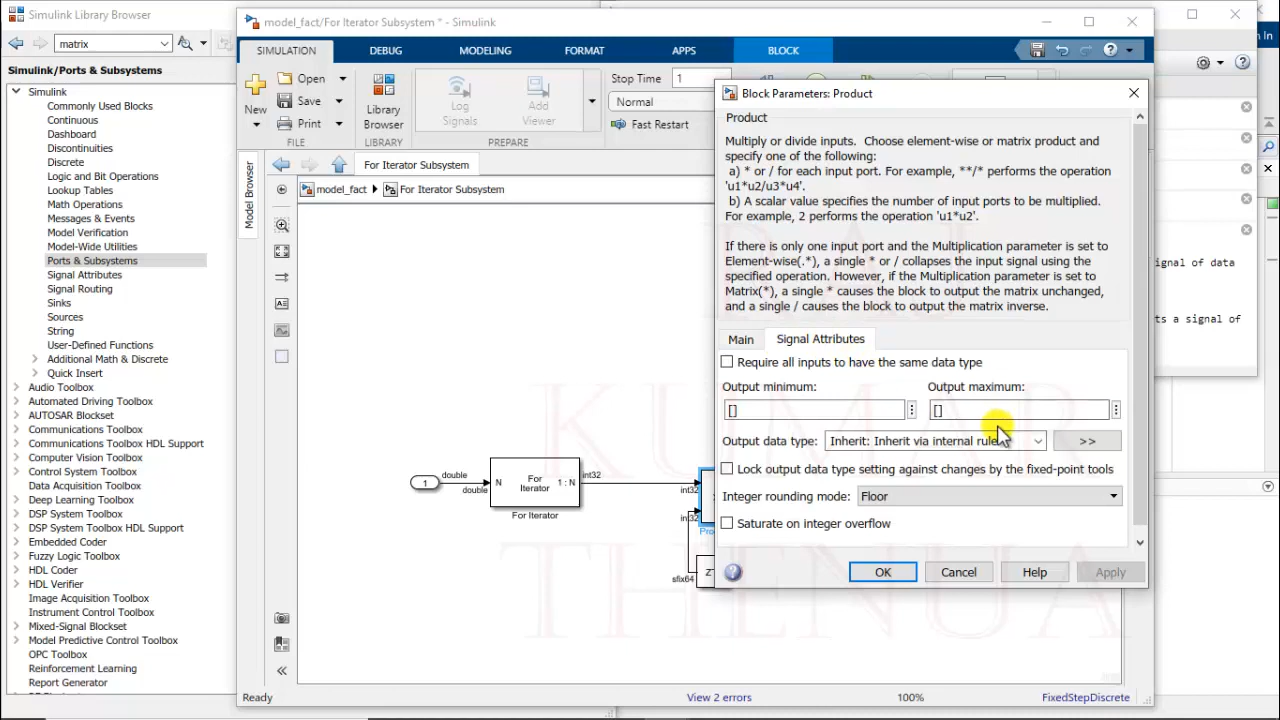 Simulink Library Browser
matrix
Simulink/Ports & Subsystems
Simulink
Commonly Used Blocks
Continuous
Dashboard
Discontinuities
Discrete
Logic and Bit Operations
Lookup Tables
Math Operations
Messages & Events
Model Verification
Model-Wide Utilities
Ports & Subsystems
Signal Attributes
Signal Routing
Sinks
Sources
String
User-Defined Functions
Additional Math & Discrete
Quick Insert
Audio Toolbox
Automated Driving Toolbox
AUTOSAR Blockset
Communications Toolbox
Communications Toolbox HDL Support
Computer Vision Toolbox
Control System Toolbox
Data Acquisition Toolbox
Deep Learning Toolbox
DSP System Toolbox
DSP System Toolbox HDL Support
Embedded Coder
Fuzzy Logic Toolbox
HDL Coder
HDL Verifier
Image Acquisition Toolbox
Instrument Control Toolbox
Mixed-Signal Blockset
Model Predictive Control Toolbox
OPC Toolbox
Reinforcement Learning
Report Generator
model_fact/For Iterator Subsystem * - Simulink
SIMULATION DEBUG MODELING FORMAT APPS BLOCK
New
Open
Save
Print
FILE
Library
Browser
LIBRARY
Log
Signals
Add
Viewer
PREPARE
Stop Time 1
Normal
Fast Restart
Model Browser
For Iterator Subsystem
model_fact For Iterator Subsystem
1
double
double
N
For
Iterator
1 : N
For Iterator
int32
int32
int32
sfix64
Ready
View 2 errors
100%
FixedStepDiscrete
Block Parameters: Product
Product
Multiply or divide inputs. Choose element-wise or matrix product and
specify one of the following:
a) * or / for each input port. For example, **/* performs the operation
'u1*u2/u3*u4'.
b) A scalar value specifies the number of input ports to be multiplied.
For example, 2 performs the operation 'u1*u2'.
If there is only one input port and the Multiplication parameter is set to
Element-wise(.*), a single * or / collapses the input signal using the
specified operation. However, if the Multiplication parameter is set to
Matrix(*), a single * causes the block to output the matrix unchanged,
and a single / causes the block to output the matrix inverse.
Main Signal Attributes
Require all inputs to have the same data type
Output minimum: Output maximum:
[] []
Output data type: Inherit: Inherit via internal rule >>
Lock output data type setting against changes by the fixed-point tools
Integer rounding mode: Floor
Saturate on integer overflow
OK Cancel Help Apply
ignal of data
ts a signal of
in
RAJ
KUMAR
THENUA